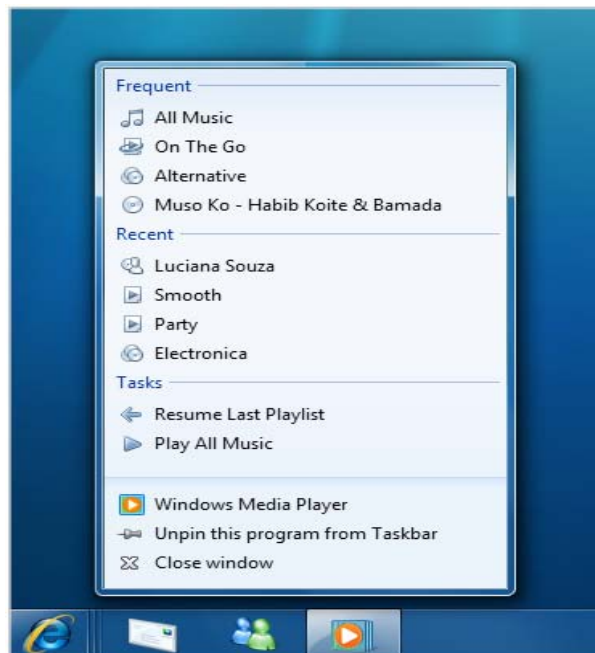 Frequent
All Music
On The Go
Alternative
Muso Ko - Habib Koite & Bamada
Recent
Luciana Souza
Smooth
Party
Electronica
Tasks
Resume Last Playlist
Play All Music
Windows Media Player
Unpin this program from Taskbar
Close window